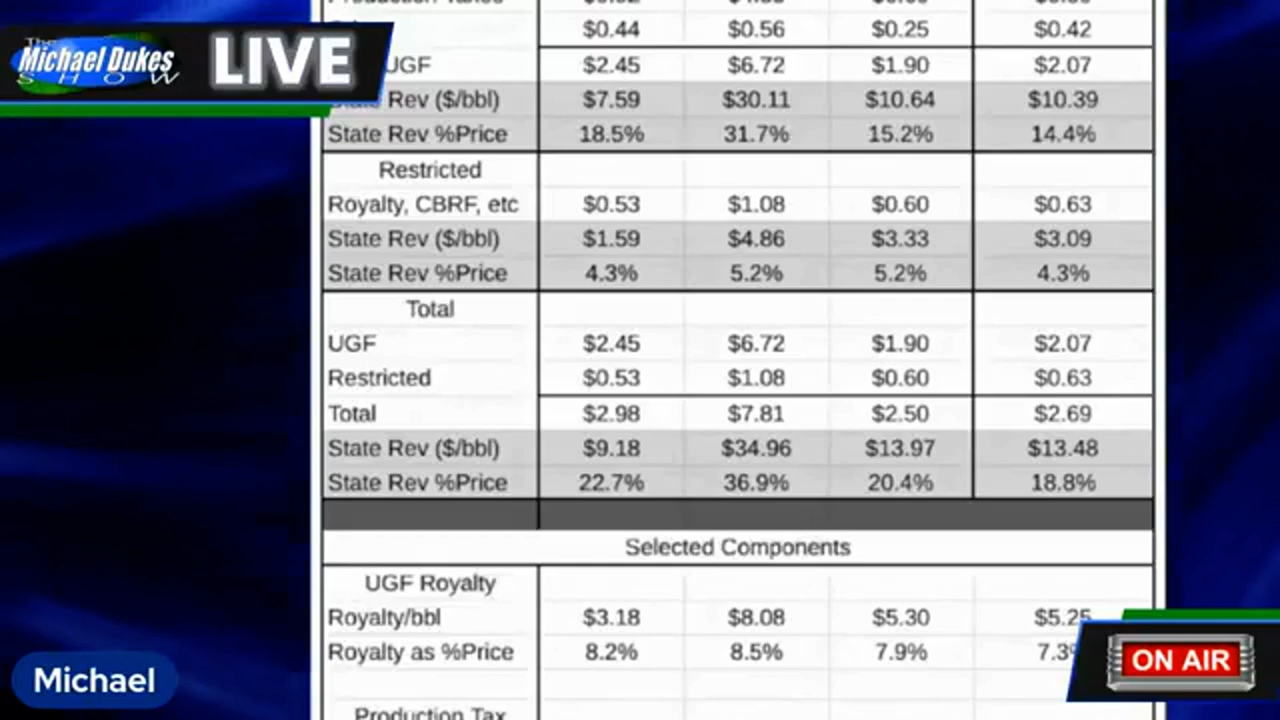 The
Michael Dukes
SHOW
LIVE
$0.44 $0.56 $0.25 $0.42
UGF $2.45 $6.72 $1.90 $2.07
State Rev ($/bbl) $7.59 $30.11 $10.64 $10.39
State Rev %Price 18.5% 31.7% 15.2% 14.4%
Restricted
Royalty, CBRF, etc $0.53 $1.08 $0.60 $0.63
State Rev ($/bbl) $1.59 $4.86 $3.33 $3.09
State Rev %Price 4.3% 5.2% 5.2% 4.3%
Total
UGF $2.45 $6.72 $1.90 $2.07
Restricted $0.53 $1.08 $0.60 $0.63
Total $2.98 $7.81 $2.50 $2.69
State Rev ($/bbl) $9.18 $34.96 $13.97 $13.48
State Rev %Price 22.7% 36.9% 20.4% 18.8%
Selected Components
UGF Royalty
Royalty/bbl $3.18 $8.08 $5.30 $5.25
Royalty as %Price 8.2% 8.5% 7.9% 7.3%
Production Tax
Michael
ON AIR